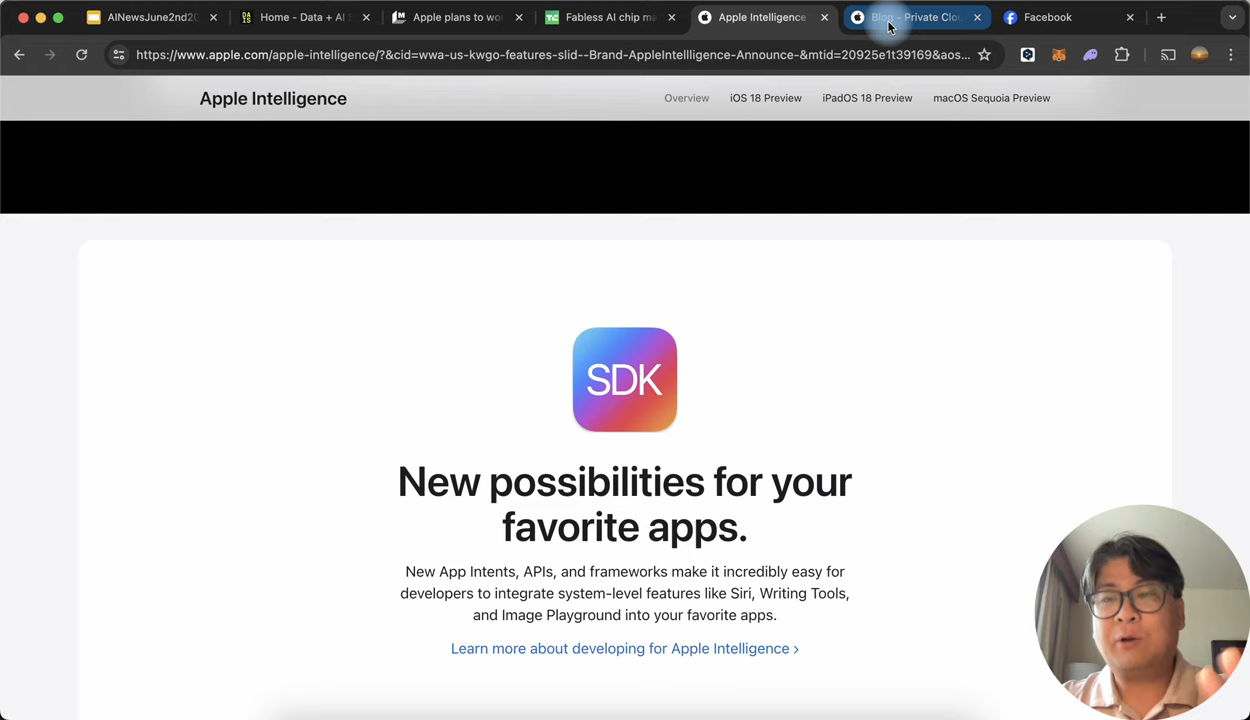 AINewsJune2nd2
Home - Data + AI
Apple plans to wo
Fabless AI chip ma
Apple Intelligence
Blog - Private Clou
Facebook
https://www.apple.com/apple-intelligence/?&cid=wwa-us-kwgo-features-slid--Brand-AppleIntellligence-Announce-&mtid=20925e1t39169&aos...
Apple Intelligence
Overview
iOS 18 Preview
iPadOS 18 Preview
macOS Sequoia Preview
SDK
New possibilities for your
favorite apps.
New App Intents, APIs, and frameworks make it incredibly easy for
developers to integrate system-level features like Siri, Writing Tools,
and Image Playground into your favorite apps.
Learn more about developing for Apple Intelligence >